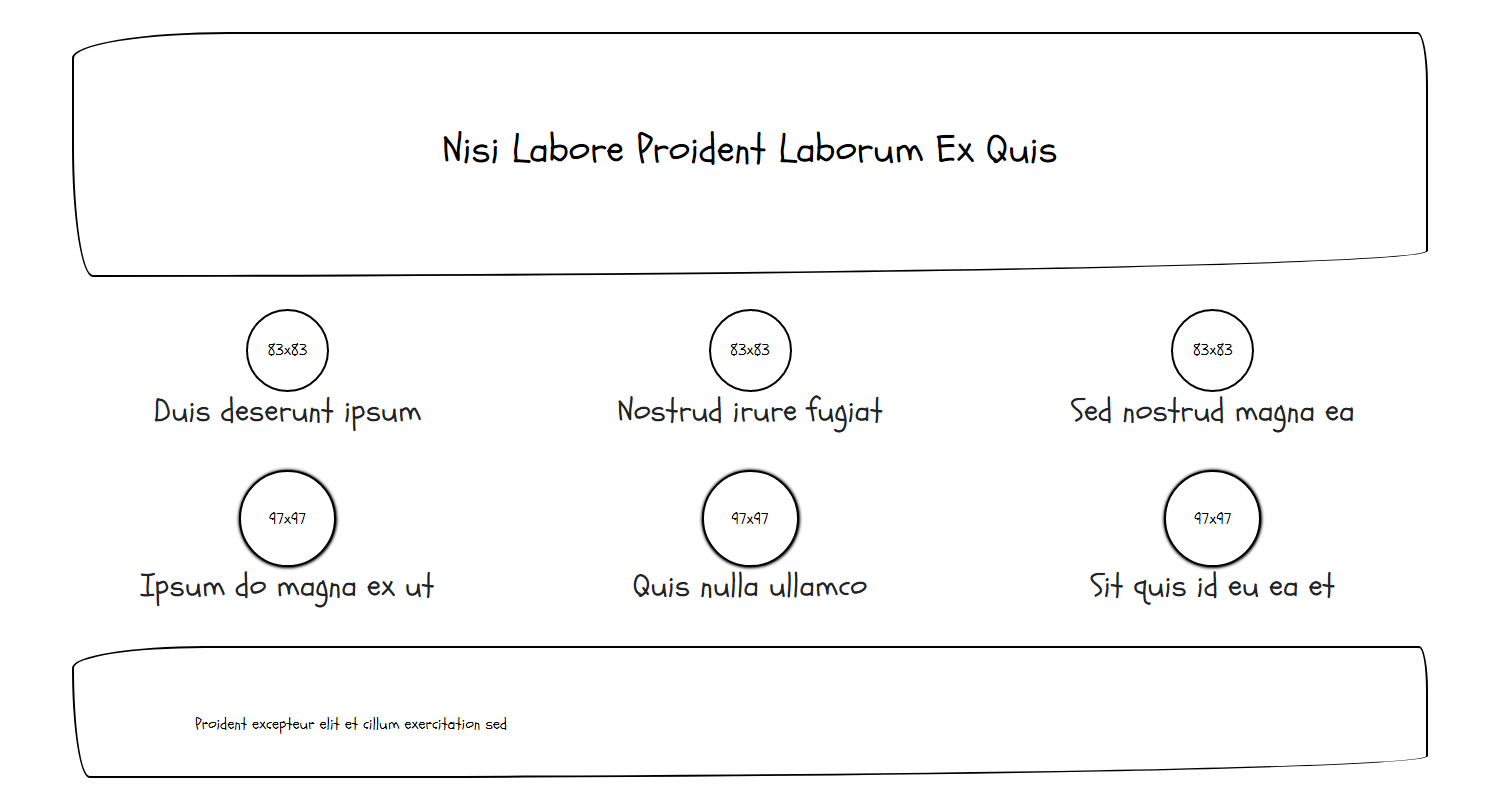 Nisi Labore Proident Laborum Ex Quis
83x83 83x83 83x83
Duis deserunt ipsum Nostrud irure fugiat Sed nostrud magna ea
97x97 97x97 97x97
Ipsum do magna ex ut Quis nulla ullamco Sit quis id eu ea et
Proident excepteur elit et cillum exercitation sed